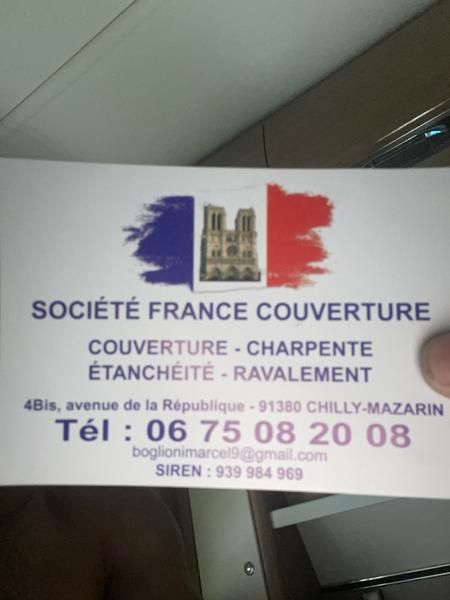 SOCIÉTÉ FRANCE COUVERTURE
COUVERTURE - CHARPENTE
ÉTANCHÉITÉ - RAVALEMENT
4Bis, avenue de la République - 91380 CHILLY-MAZARIN
Tél : 06 75 08 20 08
boglionimarcel9@gmail.com
SIREN : 939 984 969